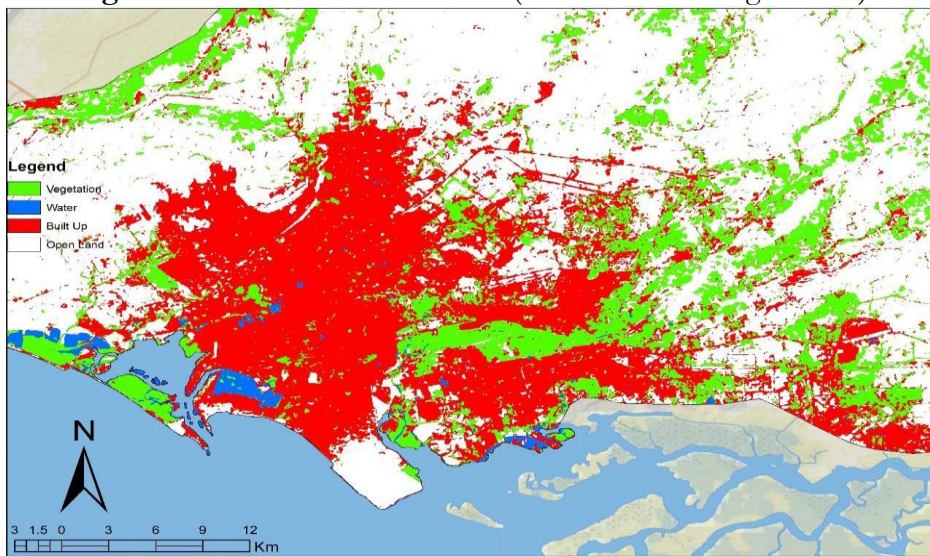 Legend
Vegetation
Water
Built Up
Open Land
N
3 1.5 0 3 6 9 12
Km